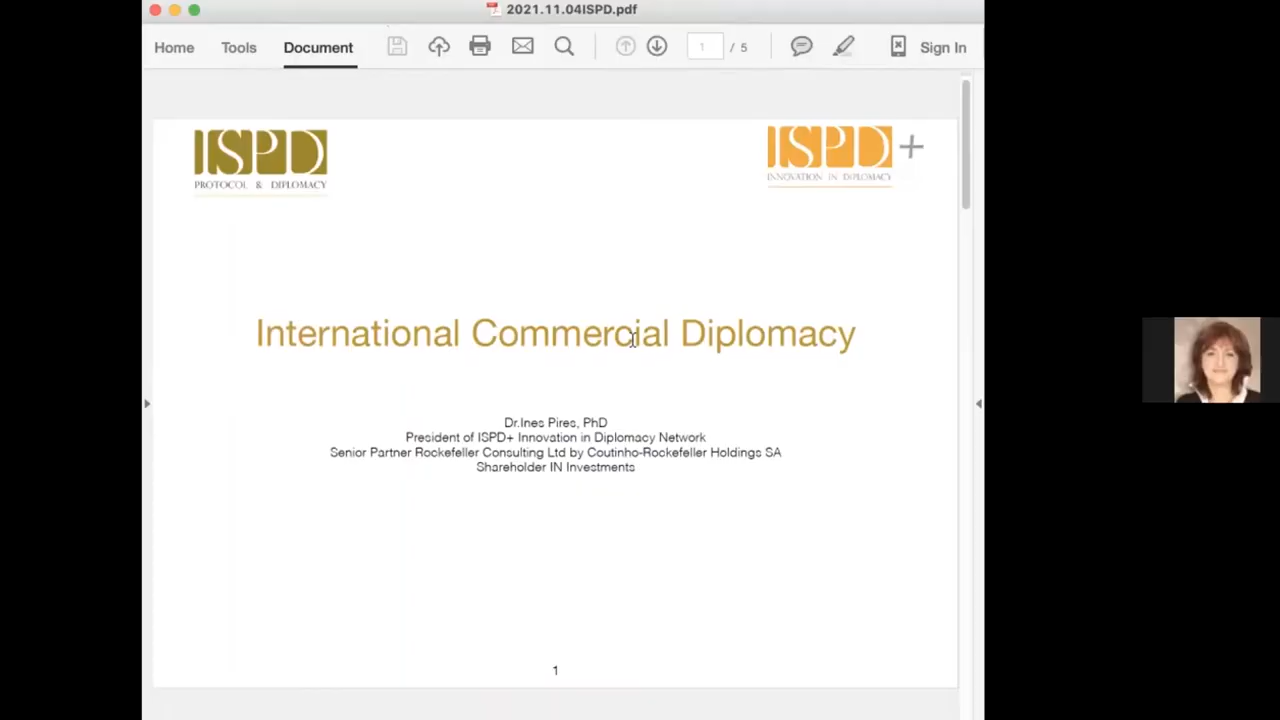 2021.11.04ISPD.pdf
Home Tools Document 1 / 5 Sign In
ISPD
PROTOCOL & DIPLOMACY
ISPD+
INNOVATION IN DIPLOMACY
International Commercial Diplomacy
Dr.Ines Pires, PhD
President of ISPD+ Innovation in Diplomacy Network
Senior Partner Rockefeller Consulting Ltd by Coutinho-Rockefeller Holdings SA
Shareholder IN Investments
1